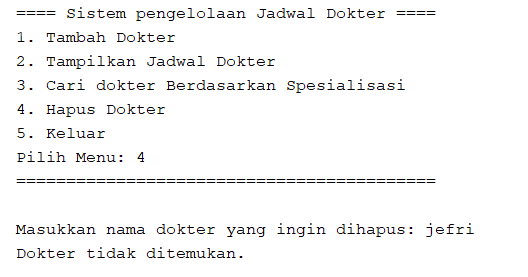 ==== Sistem pengelolaan Jadwal Dokter ====
1. Tambah Dokter
2. Tampilkan Jadwal Dokter
3. Cari dokter Berdasarkan Spesialisasi
4. Hapus Dokter
5. Keluar
Pilih Menu: 4
==========================================
Masukkan nama dokter yang ingin dihapus: jefri
Dokter tidak ditemukan.